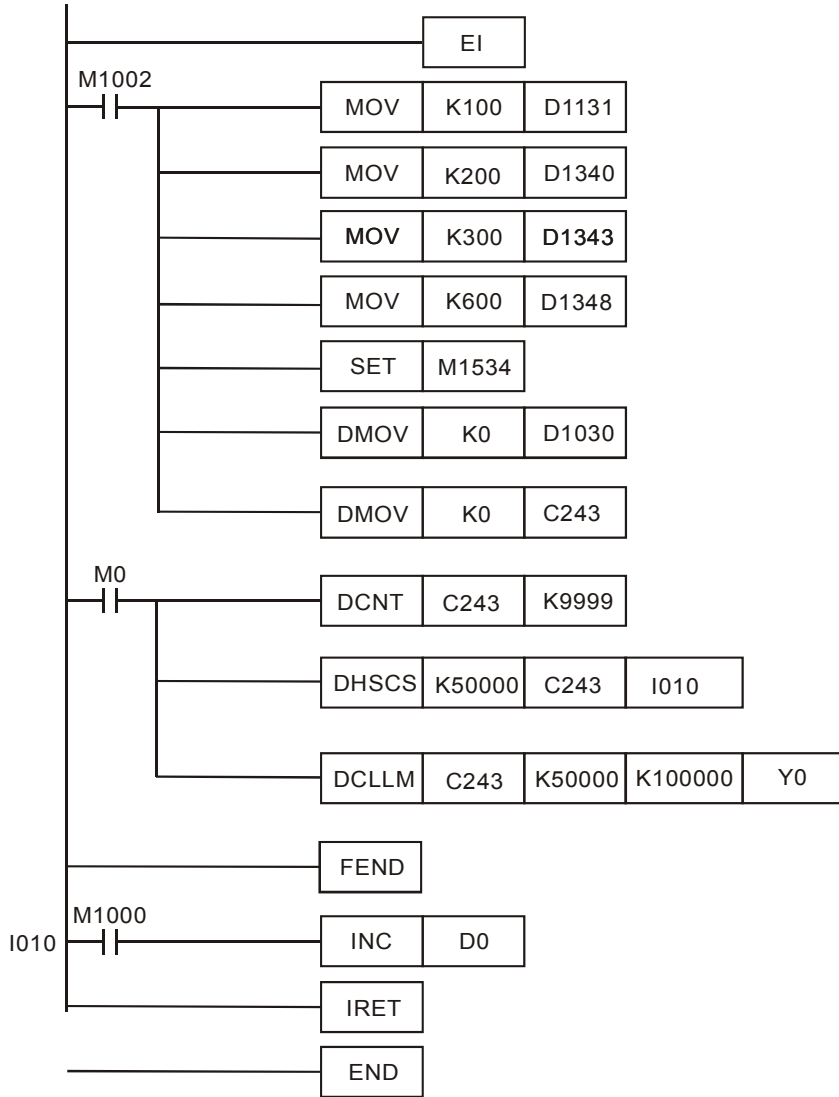 EI
M1002
MOV K100 D1131
MOV K200 D1340
MOV K300 D1343
MOV K600 D1348
SET M1534
DMOV K0 D1030
DMOV K0 C243
M0
DCNT C243 K9999
DHSCS K50000 C243 I010
DCLLM C243 K50000 K100000 Y0
FEND
M1000
I010 INC D0
IRET
END